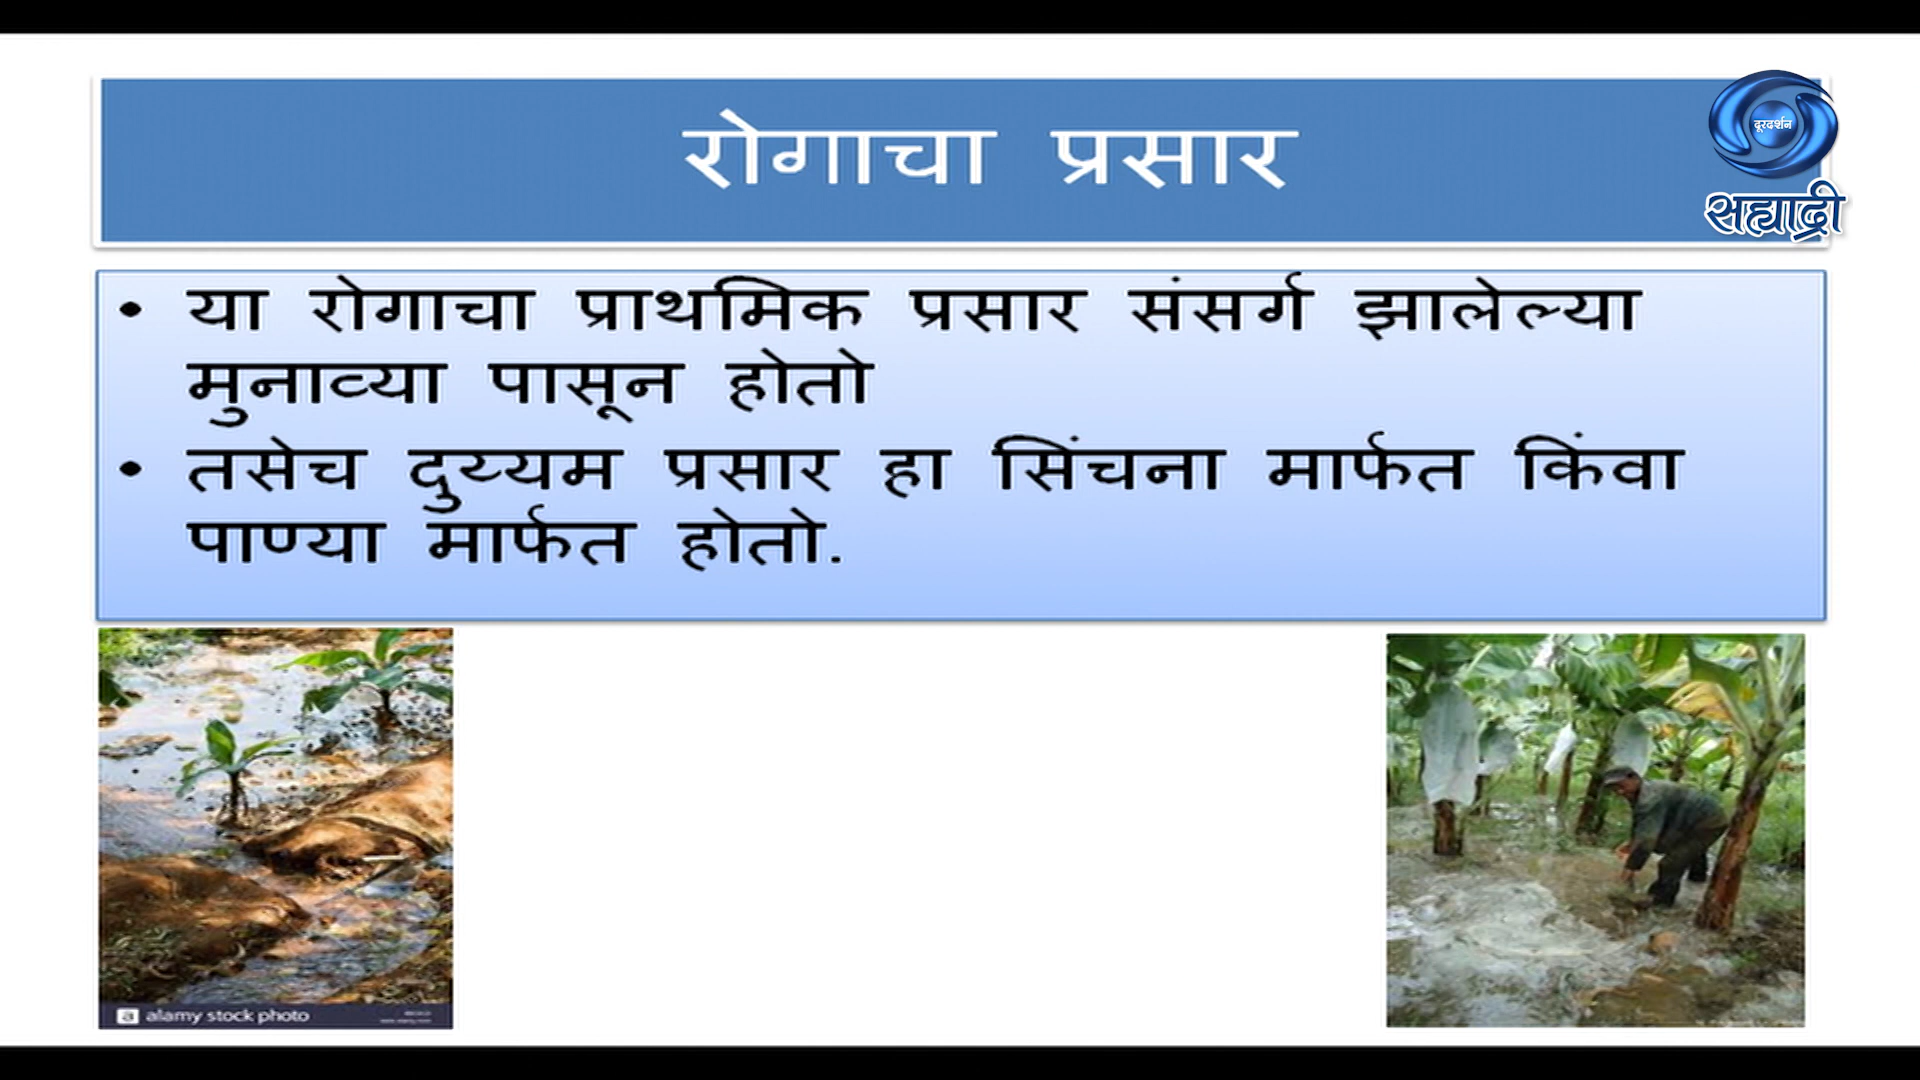 रोगाचा प्रसार
दूरदर्शन
सह्याद्री
• या रोगाचा प्राथमिक प्रसार संसर्ग झालेल्या
मुनाव्या पासून होतो
• तसेच दुय्यम प्रसार हा सिंचना मार्फत किंवा
पाण्या मार्फत होतो.
a alamy stock photo